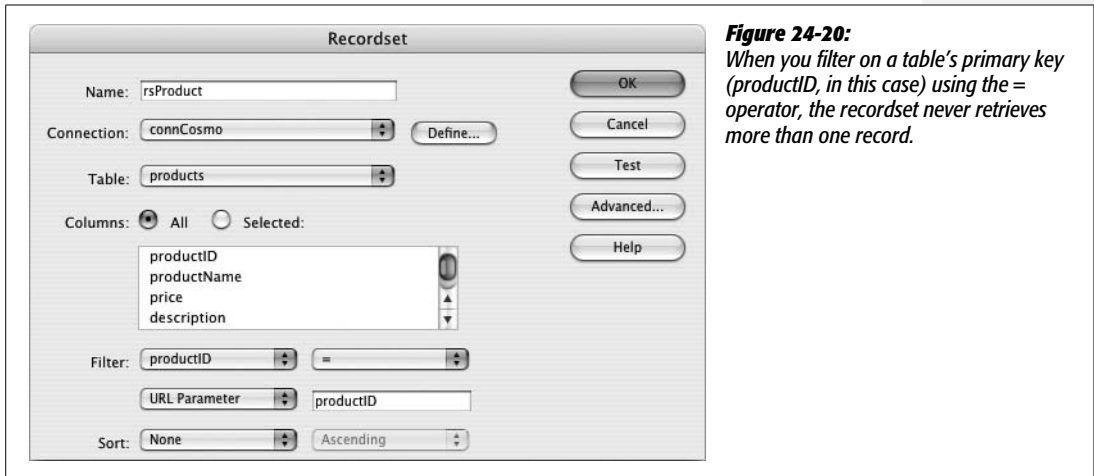 Recordset
Name: rsProduct
Connection: connCosmo Define...
Table: products
Columns: All Selected:
productID
productName
price
description
Filter: productID =
URL Parameter productID
Sort: None Ascending
OK
Cancel
Test
Advanced...
Help
Figure 24-20:
When you filter on a table's primary key
(productID, in this case) using the =
operator, the recordset never retrieves
more than one record.